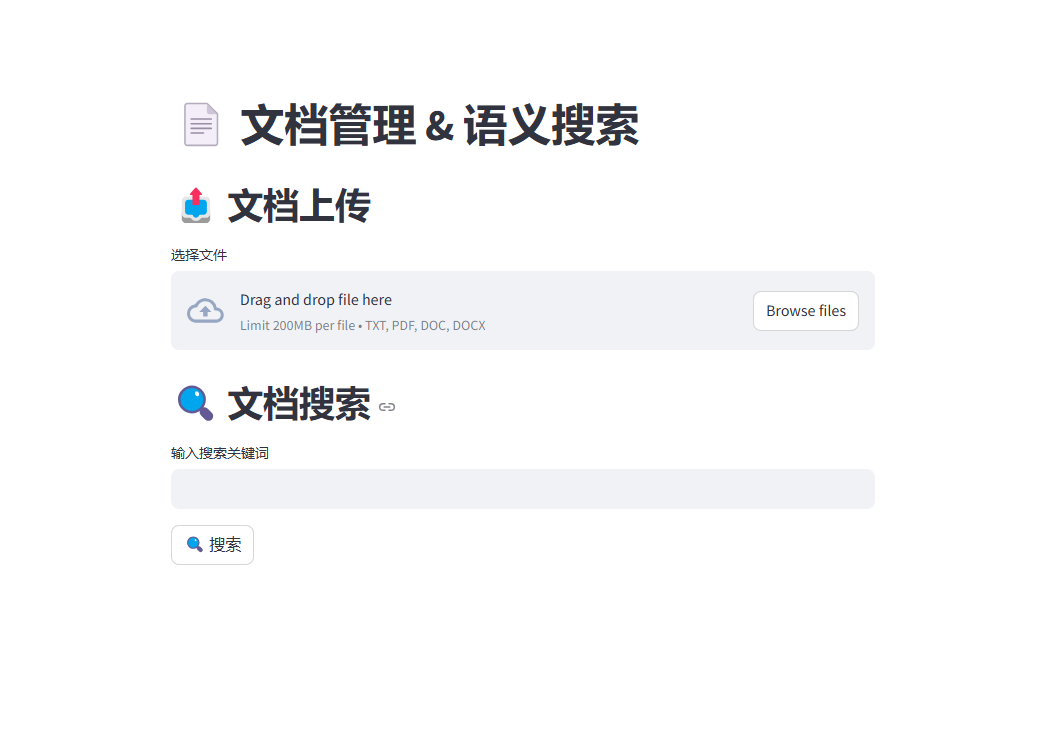 文档管理 & 语义搜索
文档上传
选择文件
Drag and drop file here
Limit 200MB per file • TXT, PDF, DOC, DOCX
Browse files
文档搜索
输入搜索关键词
搜索